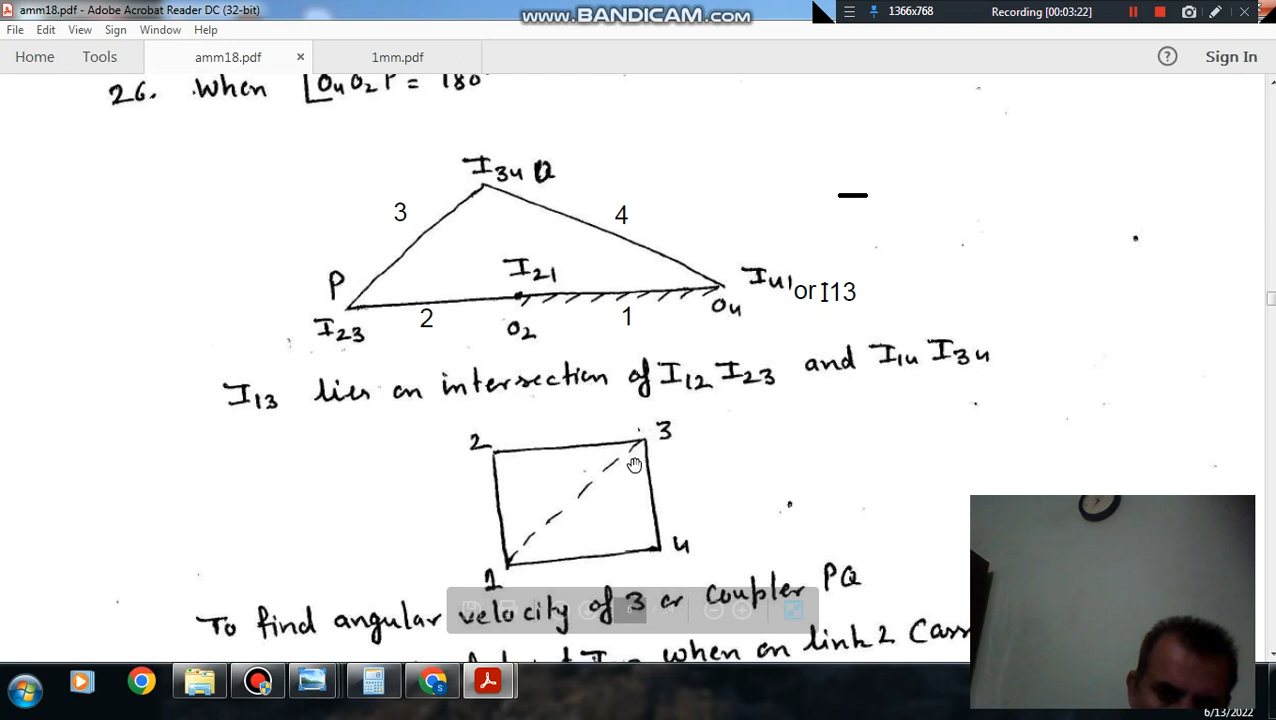 amm18.pdf - Adobe Acrobat Reader DC (32-bit)
www.BANDICAM.com
1366x768
Recording [00:03:22]
File Edit View Sign Window Help
Home Tools amm18.pdf × 1mm.pdf
? Sign In
26. When ∠O4O2P = 180°
I34 Q
3
4
P
I21
I41 or I13
I23
2
O2
1
O4
I13 lies on intersection of I12 I23 and I14 I34
2
3
1
4
To find angular velocity of 3 or coupler PQ
when on link 2
6/13/2022